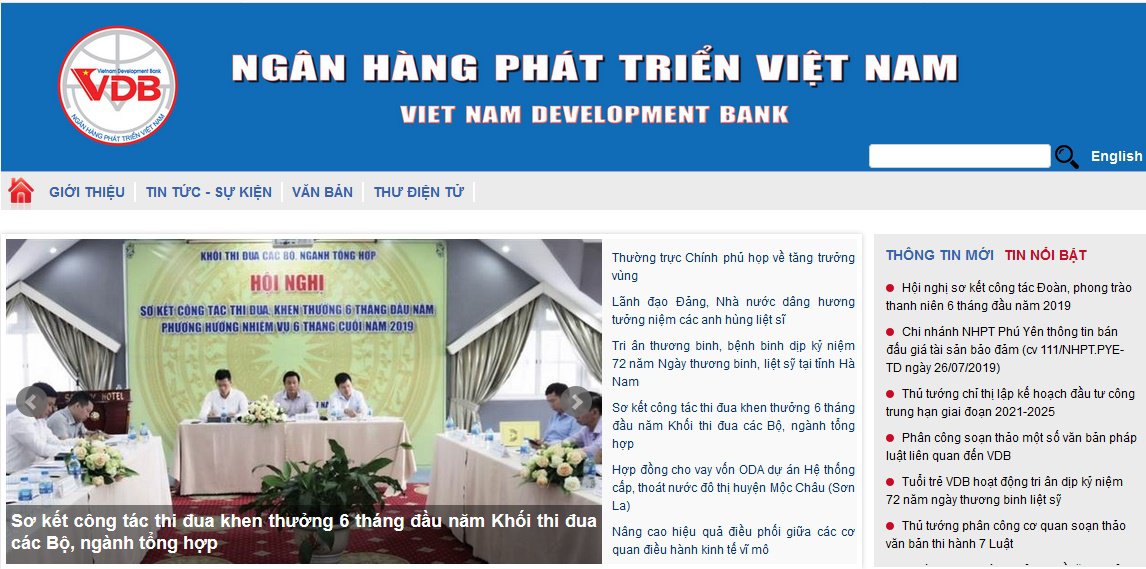 Vietnam Development Bank
VDB
NGÂN HÀNG PHÁT TRIỂN VIỆT NAM
NGÂN HÀNG PHÁT TRIỂN VIỆT NAM
VIET NAM DEVELOPMENT BANK
English
GIỚI THIỆU
TIN TỨC - SỰ KIỆN
VĂN BẢN
THƯ ĐIỆN TỬ
KHỐI THI ĐUA CÁC BỘ, NGÀNH TỔNG HỢP
HỘI NGHỊ
SƠ KẾT CÔNG TÁC THI ĐUA, KHEN THƯỞNG 6 THÁNG ĐẦU NĂM
PHƯƠNG HƯỚNG NHIỆM VỤ 6 THÁNG CUỐI NĂM 2019
HOTEL
Sơ kết công tác thi đua khen thưởng 6 tháng đầu năm Khối thi đua
các Bộ, ngành tổng hợp
Thường trực Chính phủ họp về tăng trưởng
vùng
Lãnh đạo Đảng, Nhà nước dâng hương
tưởng niệm các anh hùng liệt sĩ
Tri ân thương binh, bệnh binh dịp kỷ niệm
72 năm Ngày thương binh, liệt sỹ tại tỉnh Hà
Nam
Sơ kết công tác thi đua khen thưởng 6 tháng
đầu năm Khối thi đua các Bộ, ngành tổng
hợp
Hợp đồng cho vay vốn ODA dự án Hệ thống
cấp, thoát nước đô thị huyện Mộc Châu (Sơn
La)
Nâng cao hiệu quả điều phối giữa các cơ
quan điều hành kinh tế vĩ mô
THÔNG TIN MỚI TIN NỔI BẬT
Hội nghị sơ kết công tác Đoàn, phong trào
thanh niên 6 tháng đầu năm 2019
Chi nhánh NHPT Phú Yên thông tin bán
đấu giá tài sản bảo đảm (cv 111/NHPT.PYE-
TD ngày 26/07/2019)
Thủ tướng chỉ thị lập kế hoạch đầu tư công
trung hạn giai đoạn 2021-2025
Phân công soạn thảo một số văn bản pháp
luật liên quan đến VDB
Tuổi trẻ VDB hoạt động tri ân dịp kỷ niệm
72 năm ngày thương binh liệt sỹ
Thủ tướng phân công cơ quan soạn thảo
văn bản thi hành 7 Luật